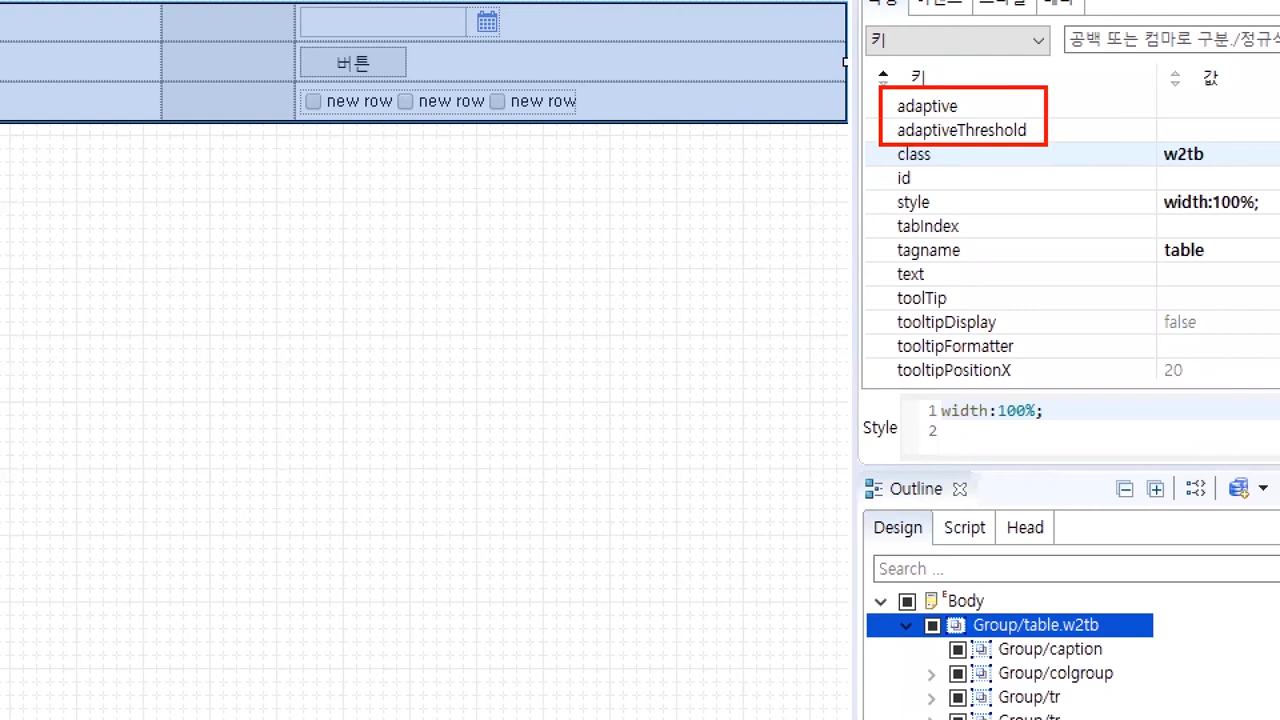 키
공백 또는 컴마로 구분./정규식
버튼
키 값
new row new row new row
adaptive
adaptiveThreshold
class w2tb
id
style width:100%;
tabIndex
tagname table
text
toolTip
tooltipDisplay false
tooltipFormatter
tooltipPositionX 20
1 width:100%;
Style
2
Outline
Design Script Head
Search ...
E Body
Group/table.w2tb
Group/caption
Group/colgroup
Group/tr
Group/tr